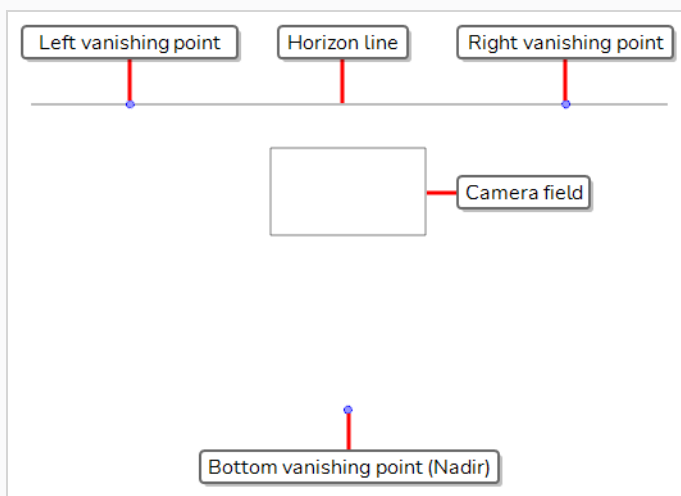 Left vanishing point
Horizon line
Right vanishing point
Camera field
Bottom vanishing point (Nadir)